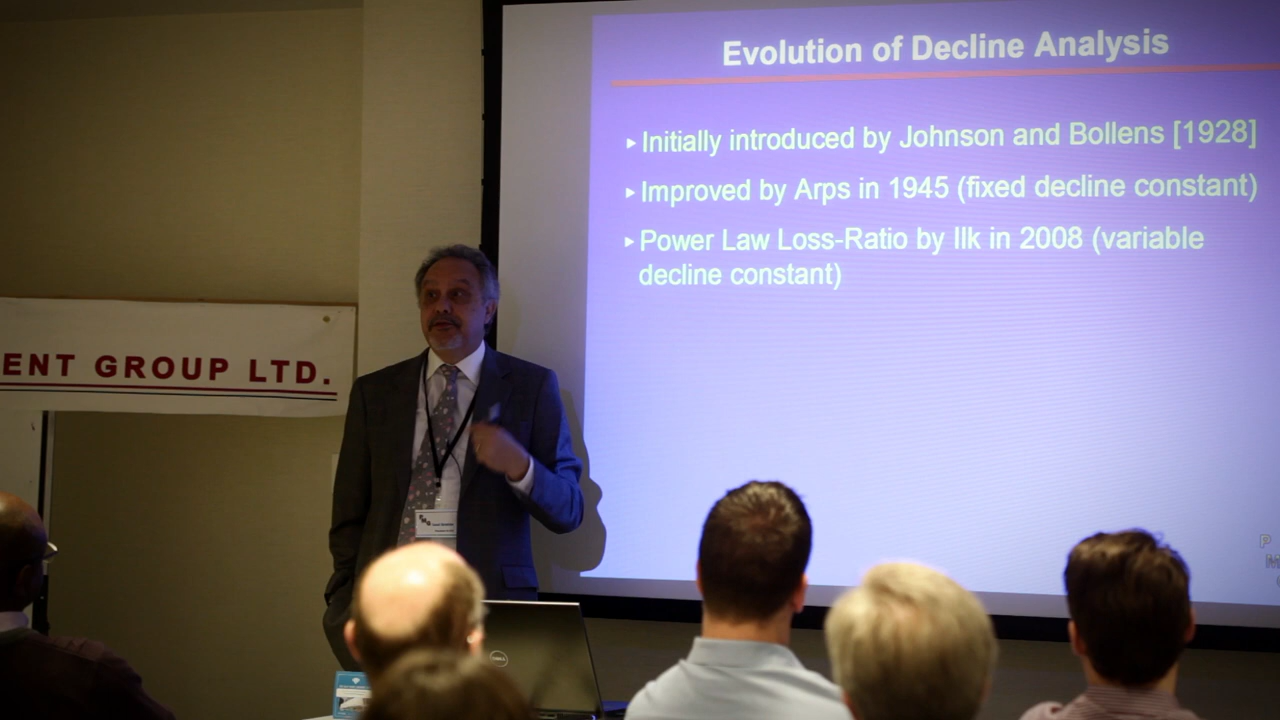 Evolution of Decline Analysis
▸ Initially introduced by Johnson and Bollens [1928]
▸ Improved by Arps in 1945 (fixed decline constant)
▸ Power Law Loss-Ratio by Ilk in 2008 (variable
decline constant)
ENT GROUP LTD.
DELL
P
M